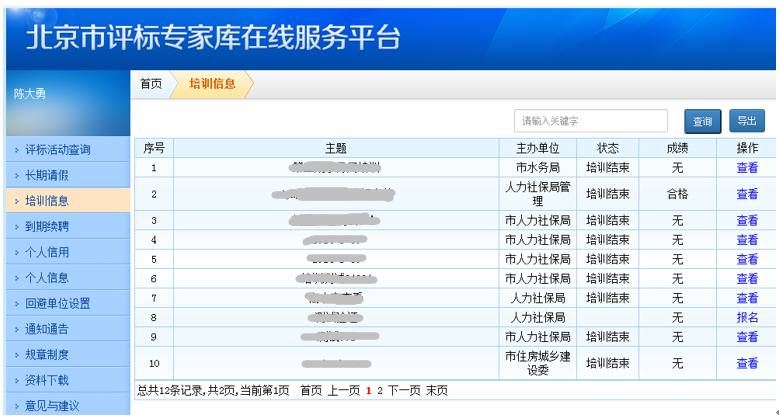 北京市评标专家库在线服务平台
陈大勇
首页 培训信息
请输入关键字 查询 导出
评标活动查询
长期请假
培训信息
到期续聘
个人信用
个人信息
回避单位设置
通知通告
规章制度
资料下载
意见与建议
序号 主题 主办单位 状态 成绩 操作
1 市水务局 培训结束 无 查看
2 人力社保局管理 培训结束 合格 查看
3 市人力社保局 培训结束 无 查看
4 市人力社保局 培训结束 无 查看
5 市人力社保局 培训结束 无 查看
6 市人力社保局 培训结束 无 查看
7 人力社保局 培训结束 无 查看
8 人力社保局 无 报名
9 市人力社保局 培训结束 无 查看
10 市住房城乡建设委 培训结束 无 查看
总共12条记录,共2页,当前第1页 首页 上一页 1 2 下一页 末页